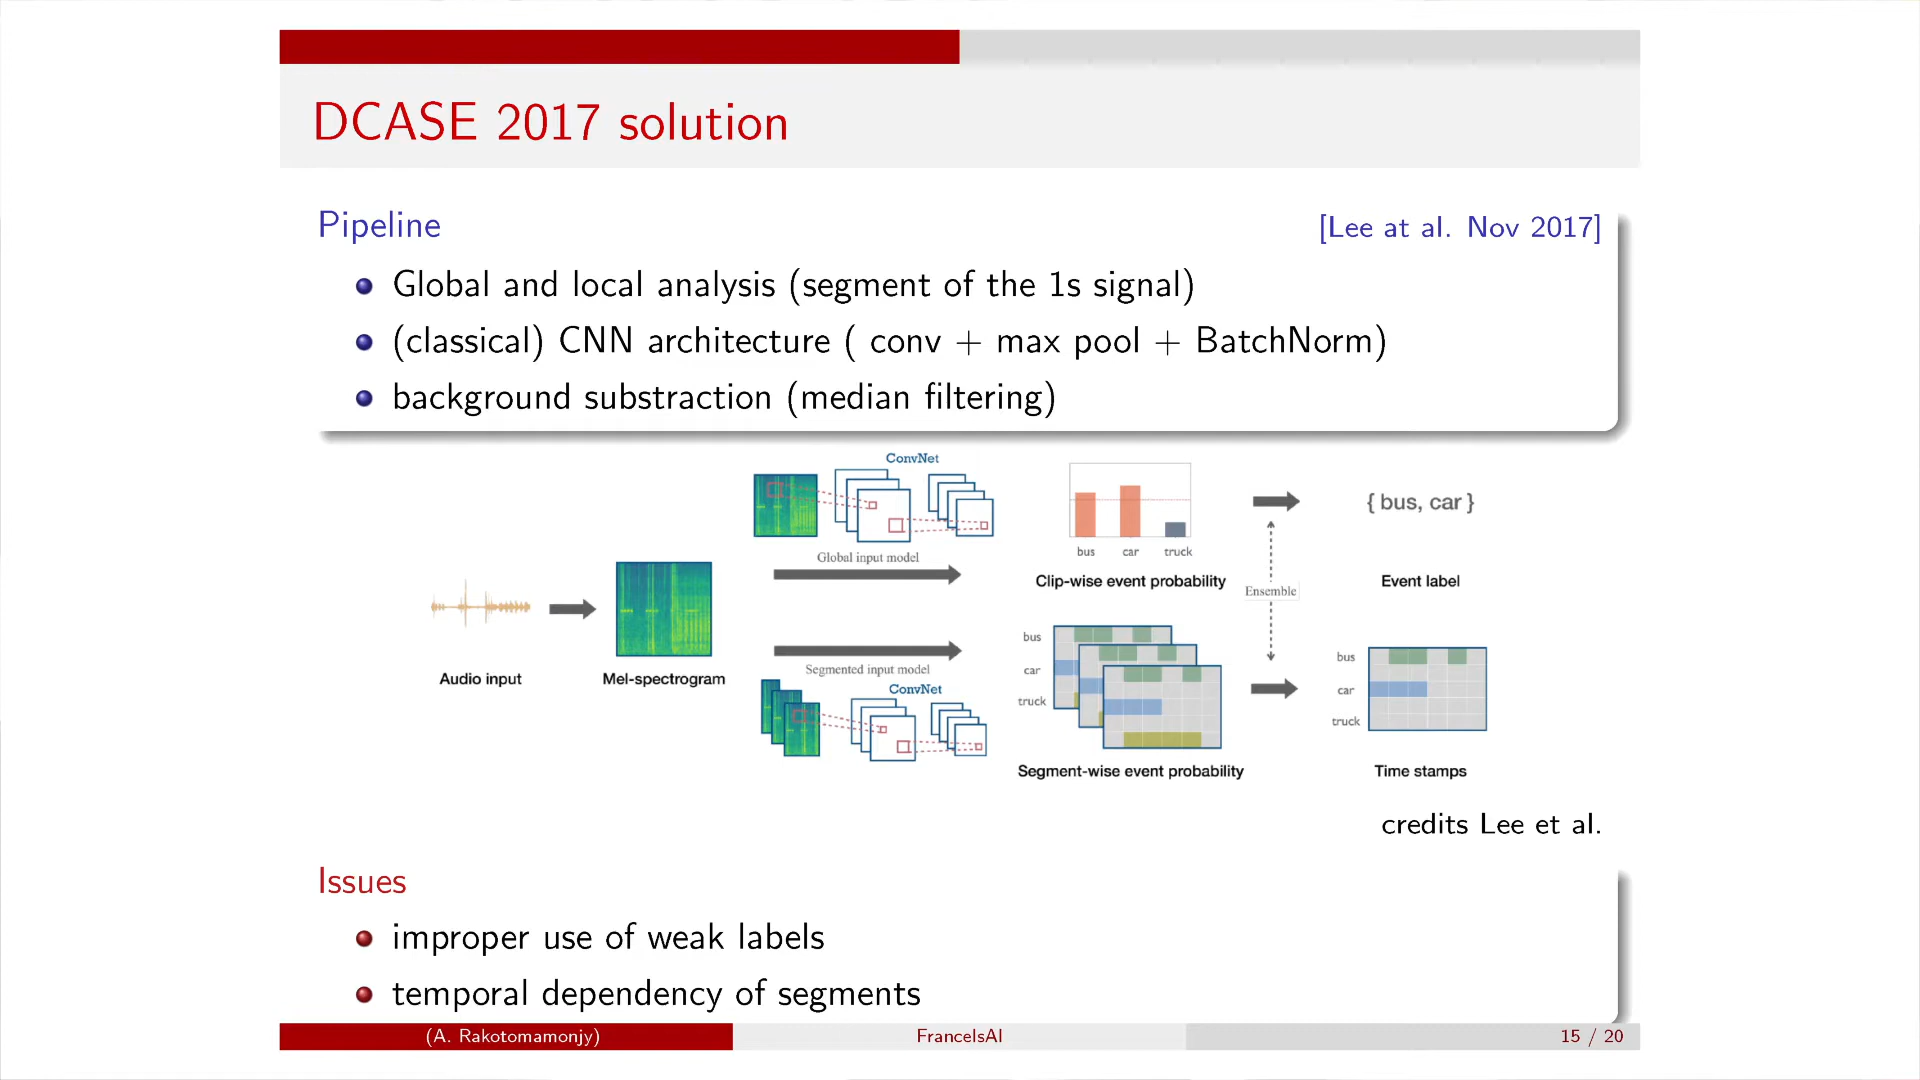 DCASE 2017 solution
Pipeline [Lee at al. Nov 2017]
Global and local analysis (segment of the 1s signal)
(classical) CNN architecture ( conv + max pool + BatchNorm)
background substraction (median filtering)
ConvNet
Global input model
bus car truck
Clip-wise event probability
{ bus, car }
Event label
Ensemble
Audio input
Mel-spectrogram
Segmented input model
ConvNet
bus
car
truck
Segment-wise event probability
bus
car
truck
Time stamps
credits Lee et al.
Issues
improper use of weak labels
temporal dependency of segments
(A. Rakotomamonjy) FranceIsAI 15 / 20